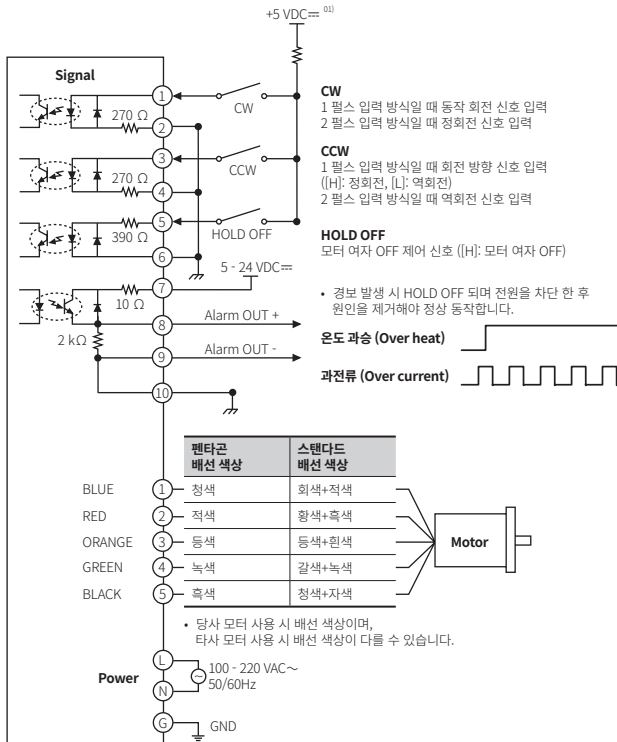 +5 VDC⎓ 01)
Signal
1
270 Ω
2
CW
3
270 Ω
4
CCW
5
390 Ω
HOLD OFF
6
5 - 24 VDC⎓
7
10 Ω
8
Alarm OUT +
2 kΩ
9
Alarm OUT -
10
CW
1 펄스 입력 방식일 때 동작 회전 신호 입력
2 펄스 입력 방식일 때 정회전 신호 입력
CCW
1 펄스 입력 방식일 때 회전 방향 신호 입력
([H]: 정회전, [L]: 역회전)
2 펄스 입력 방식일 때 역회전 신호 입력
HOLD OFF
모터 여자 OFF 제어 신호 ([H]: 모터 여자 OFF)
• 경보 발생 시 HOLD OFF 되며 전원을 차단 한 후
원인을 제거해야 정상 동작합니다.
온도 과승 (Over heat)
과전류 (Over current)
펜타곤 스탠다드
배선 색상 배선 색상
BLUE 1 청색 회색+적색
RED 2 적색 황색+흑색
ORANGE 3 등색 등색+흰색
GREEN 4 녹색 갈색+녹색
BLACK 5 흑색 청색+자색
Motor
• 당사 모터 사용 시 배선 색상이며,
타사 모터 사용 시 배선 색상이 다를 수 있습니다.
Power
L
100 - 220 VAC～
N
50/60Hz
G GND